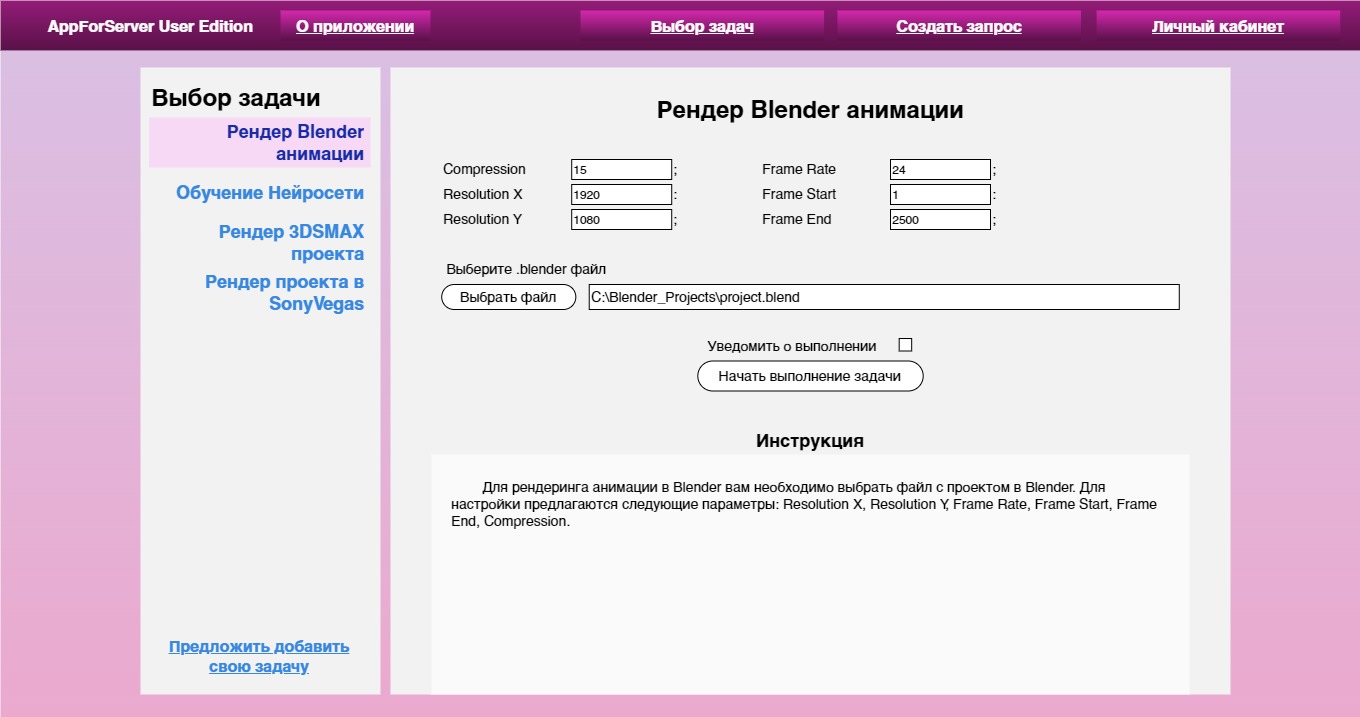 AppForServer User Edition О приложении Выбор задач Создать запрос Личный кабинет
Выбор задачи
Рендер Blender
анимации
Обучение Нейросети
Рендер 3DSMAX
проекта
Рендер проекта в
SonyVegas
Предложить добавить
свою задачу
Рендер Blender анимации
Compression 15 ; Frame Rate 24 ;
Resolution X 1920 : Frame Start 1 :
Resolution Y 1080 ; Frame End 2500 ;
Выберите .blender файл
Выбрать файл C:\Blender_Projects\project.blend
Уведомить о выполнении
Начать выполнение задачи
Инструкция
Для рендеринга анимации в Blender вам необходимо выбрать файл с проектом в Blender. Для
настройки предлагаются следующие параметры: Resolution X, Resolution Y, Frame Rate, Frame Start, Frame
End, Compression.